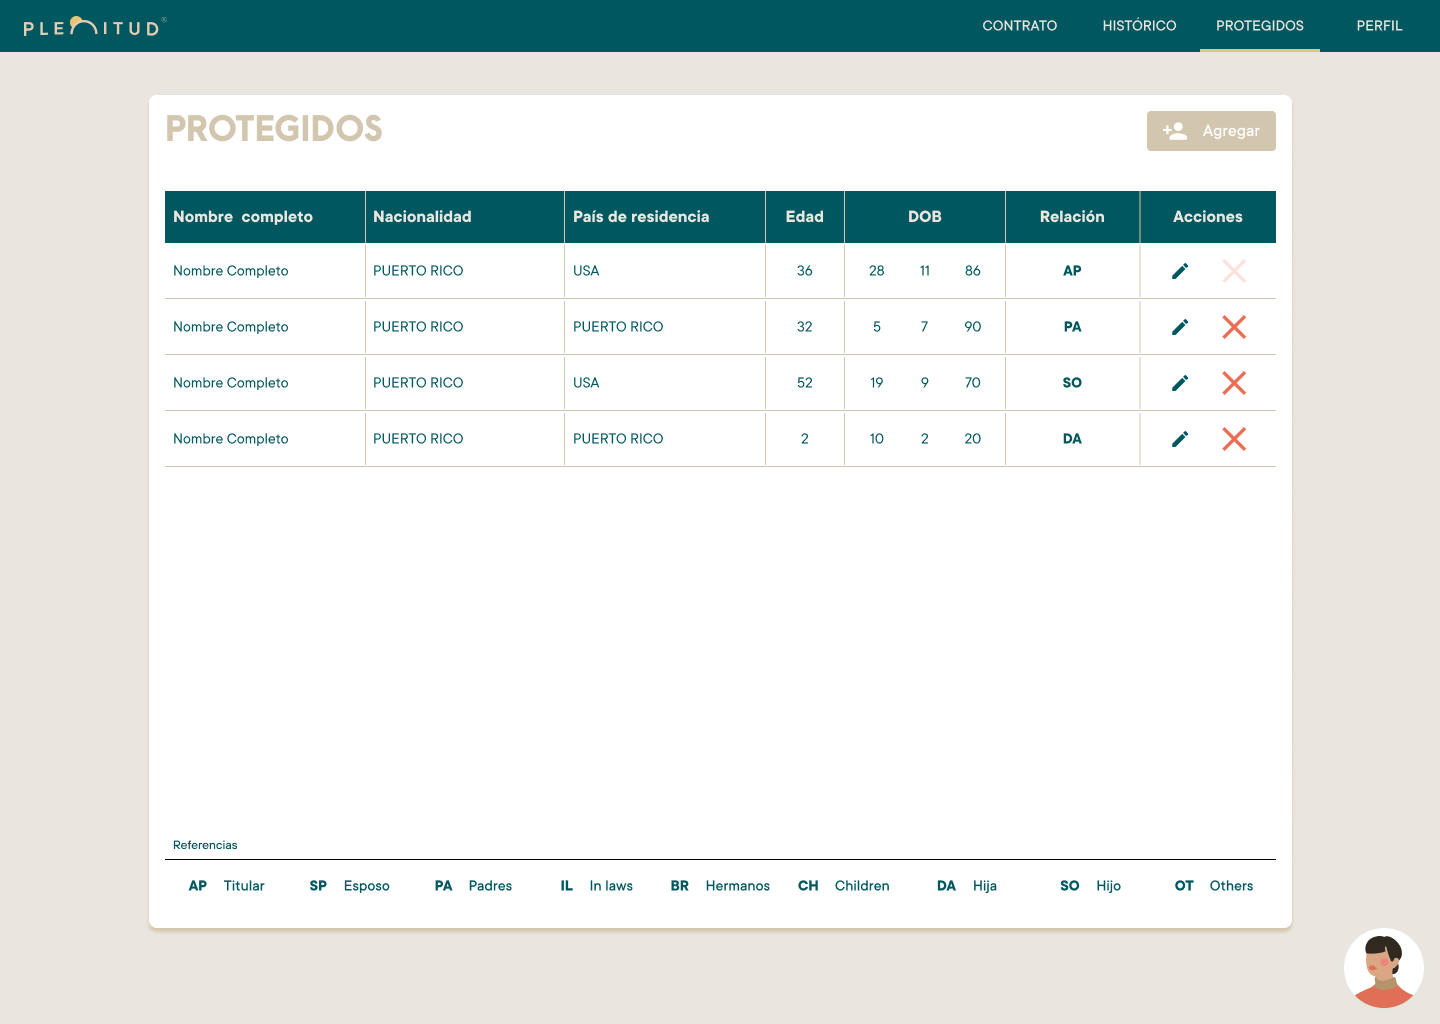 PLENITUD®
CONTRATO HISTÓRICO PROTEGIDOS PERFIL
PROTEGIDOS
Agregar
Nombre completo Nacionalidad País de residencia Edad DOB Relación Acciones
Nombre Completo PUERTO RICO USA 36 28 11 86 AP
Nombre Completo PUERTO RICO PUERTO RICO 32 5 7 90 PA
Nombre Completo PUERTO RICO USA 52 19 9 70 SO
Nombre Completo PUERTO RICO PUERTO RICO 2 10 2 20 DA
Referencias
AP Titular SP Esposo PA Padres IL In laws BR Hermanos CH Children DA Hija SO Hijo OT Others